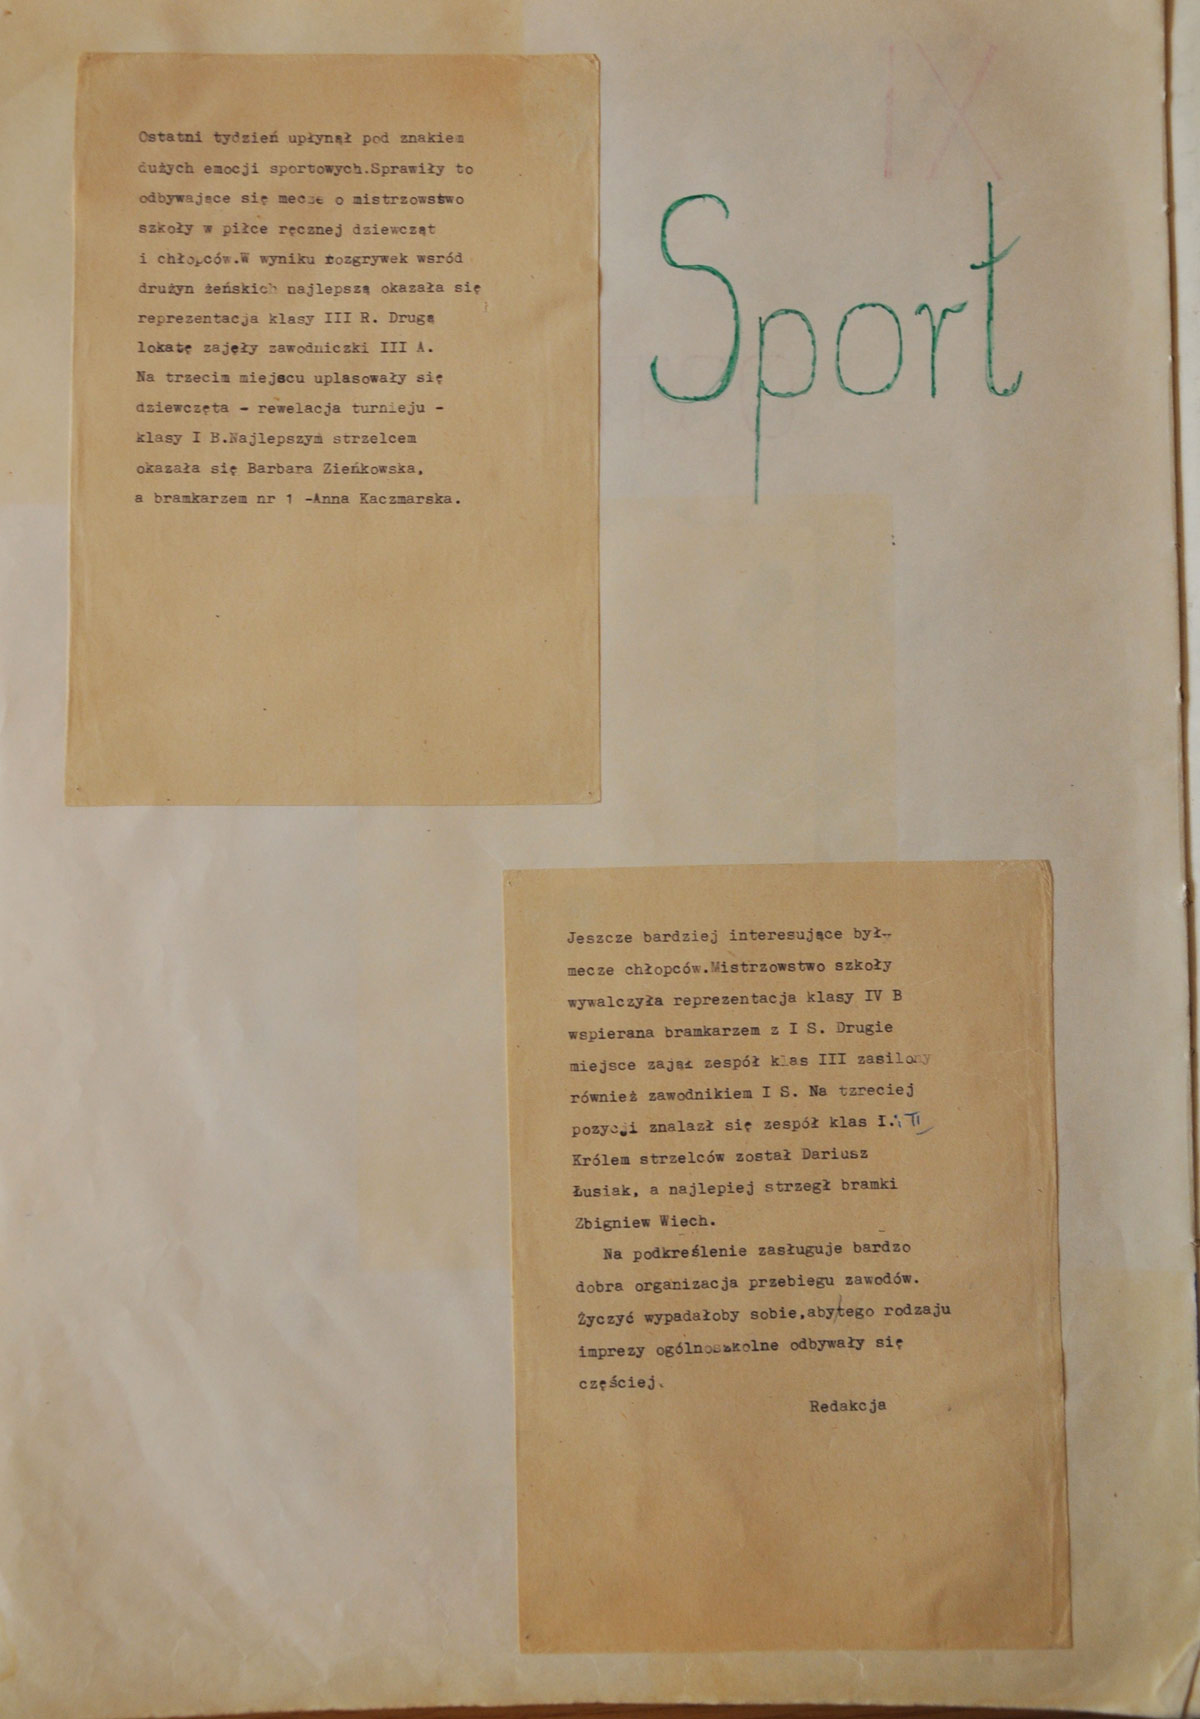 XI
Sport
Ostatni tydzień upłynął pod znakiem
dużych emocji sportowych.Sprawiły to
odbywające się mecze o mistrzowstwo
szkoły w piłce ręcznej dziewcząt
i chłopców.W wyniku rozgrywek wsród
drużyn żeńskich najlepszą okazała się
reprezentacja klasy III R. Drugą
lokatę zajęły zawodniczki III A.
Na trzecim miejscu uplasowały się
dziewczęta - rewelacja turnieju -
klasy I B.Najlepszym strzelcem
okazała się Barbara Zieńkowska,
a bramkarzem nr 1 -Anna Kaczmarska.
Jeszcze bardziej interesujące były
mecze chłopców.Mistrzowstwo szkoły
wywalczyła reprezentacja klasy IV B
wspierana bramkarzem z I S. Drugie
miejsce zajął zespół klas III zasilony
również zawodnikiem I S. Na tzreciej
pozycji znalazł się zespół klas I i II
Królem strzelców został Dariusz
Łusiak, a najlepiej strzegł bramki
Zbigniew Wiech.
Na podkreślenie zasługuje bardzo
dobra organizacja przebiegu zawodów.
Życzyć wypadałoby sobie,aby/tego rodzaju
imprezy ogólnoszkolne odbywały się
częściej.
Redakcja